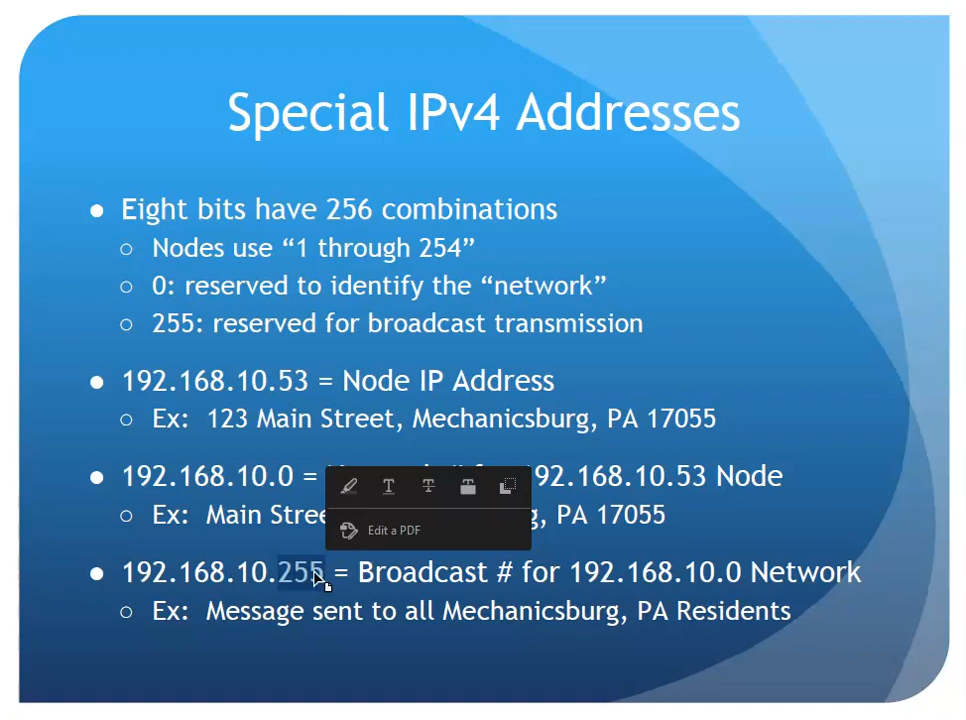 Special IPv4 Addresses
● Eight bits have 256 combinations
○ Nodes use “1 through 254”
○ 0: reserved to identify the “network”
○ 255: reserved for broadcast transmission
● 192.168.10.53 = Node IP Address
○ Ex: 123 Main Street, Mechanicsburg, PA 17055
● 192.168.10.0 = 192.168.10.53 Node
○ Ex: Main Stree g, PA 17055
Edit a PDF
● 192.168.10.255 = Broadcast # for 192.168.10.0 Network
○ Ex: Message sent to all Mechanicsburg, PA Residents